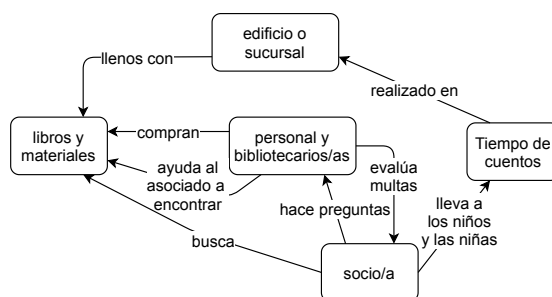 edificio o
sucursal
llenos con
realizado en
libros y
materiales
compran
personal y
bibliotecarios/as
Tiempo de
cuentos
ayuda al
asociado a
encontrar
evalúa
multas
hace preguntas
lleva a
los niños
y las niñas
busca
socio/a